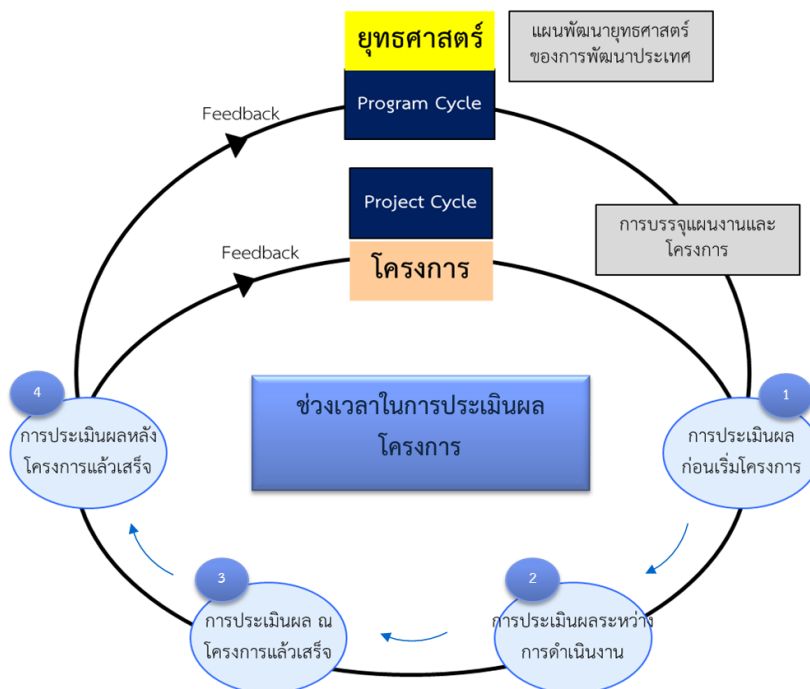 ยุทธศาสตร์
แผนพัฒนายุทธศาสตร์
ของการพัฒนาประเทศ
Program Cycle
Feedback
Project Cycle
การบรรจุแผนงานและ
โครงการ
Feedback
โครงการ
ช่วงเวลาในการประเมินผล
โครงการ
4
การประเมินผลหลัง
โครงการแล้วเสร็จ
1
การประเมินผล
ก่อนเริ่มโครงการ
3
การประเมินผล ณ
โครงการแล้วเสร็จ
2
การประเมินผลระหว่าง
การดำเนินงาน